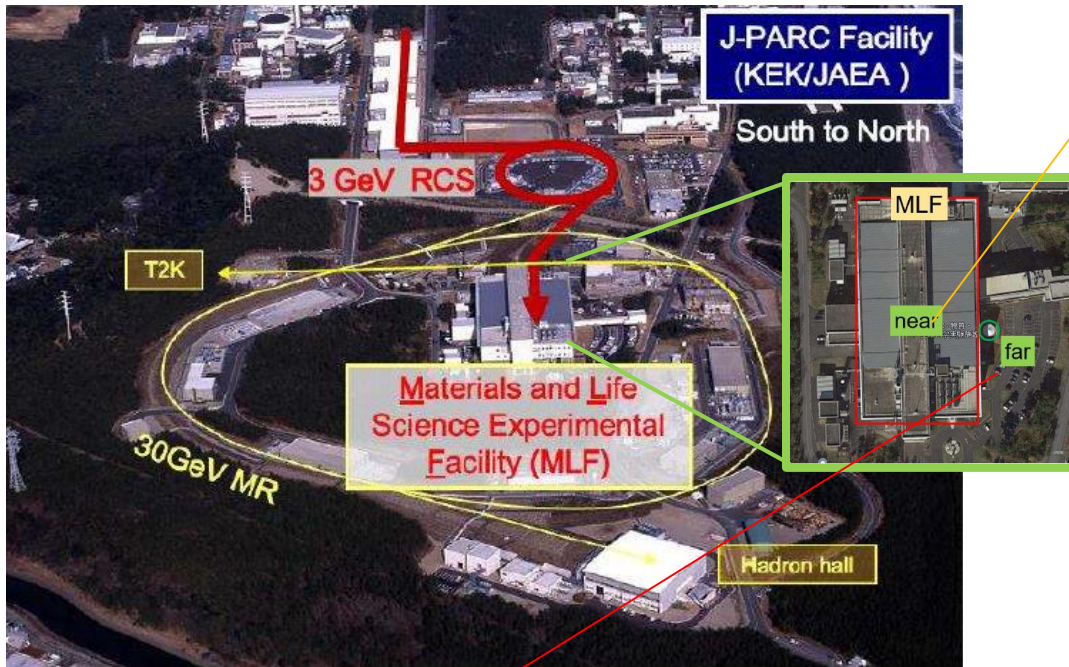 J-PARC Facility
(KEK/JAEA )
South to North
3 GeV RCS
MLF
T2K
near
far
Materials and Life
Science Experimental
Facility (MLF)
30GeV MR
Hadron hall